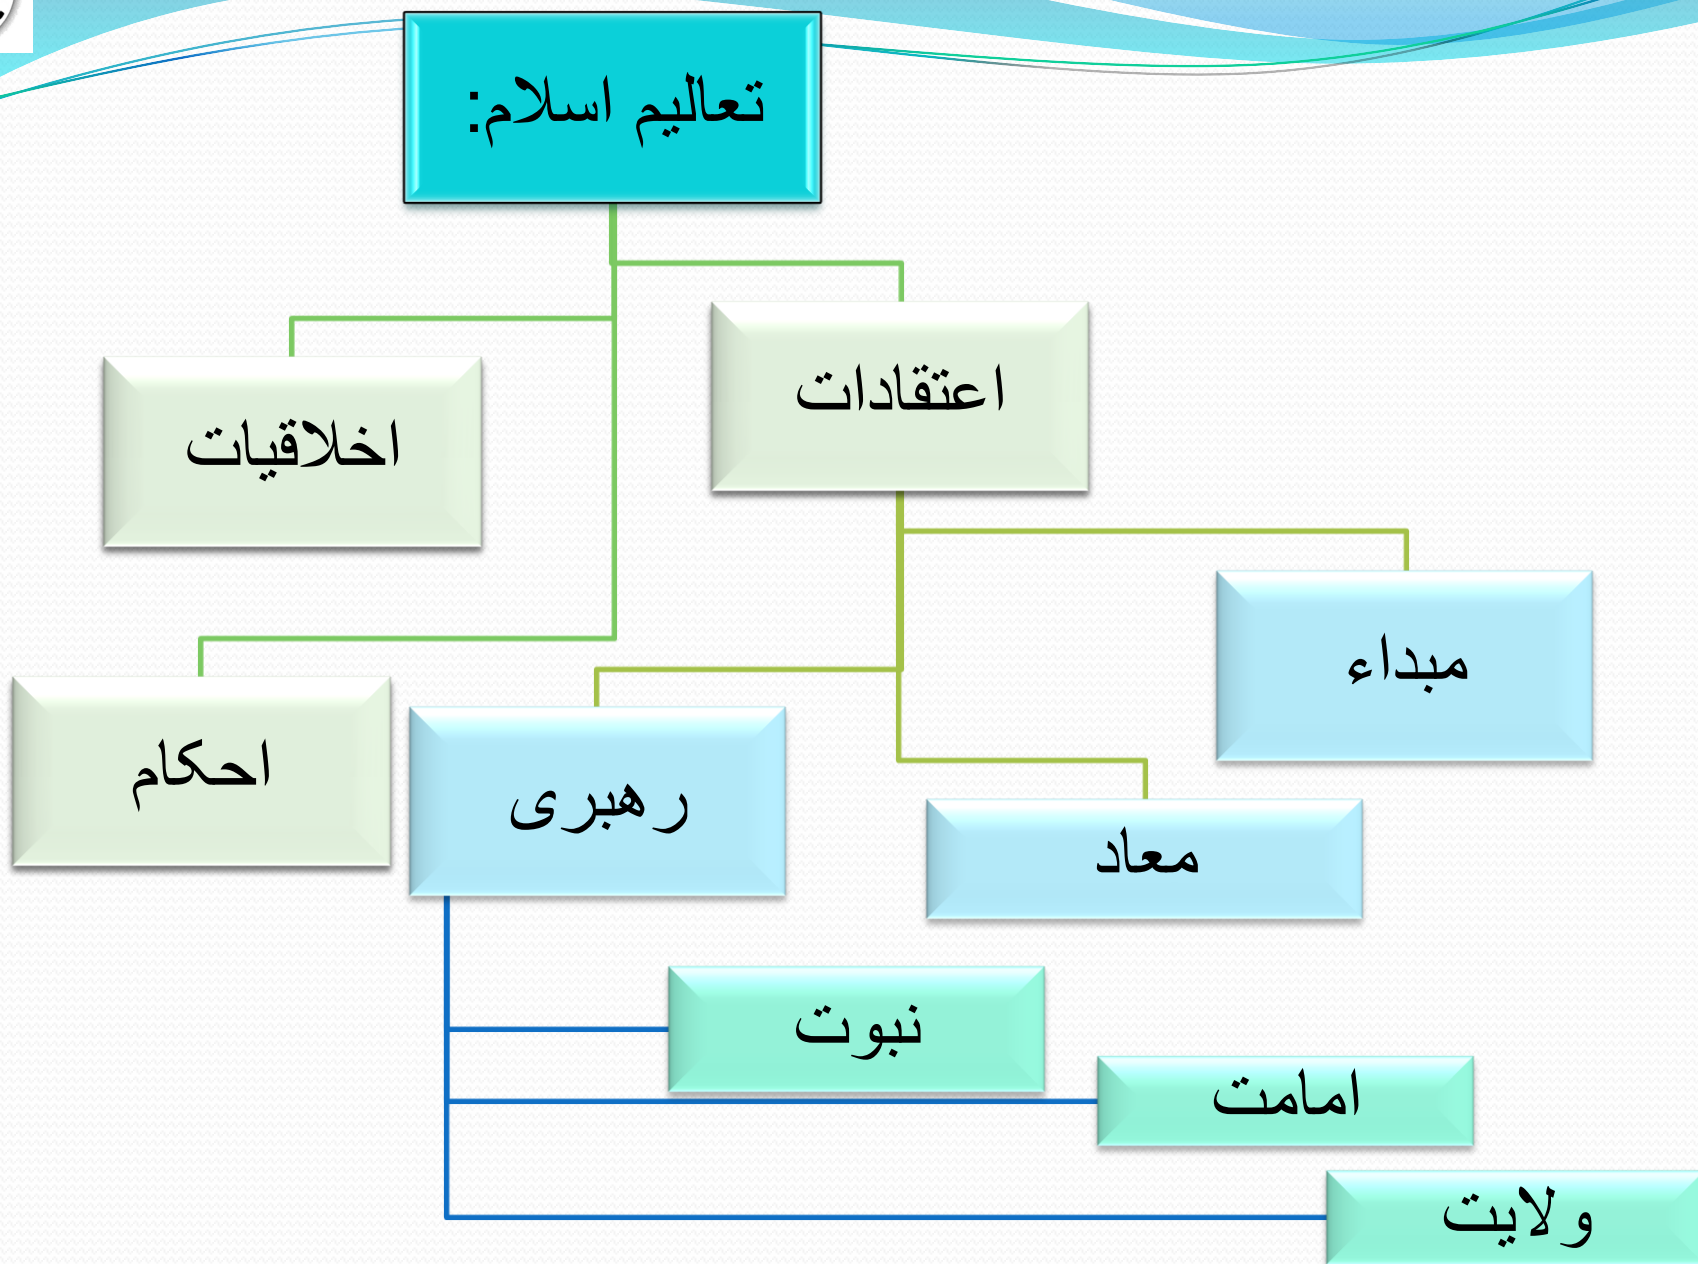 تعالیم اسلام:
اعتقادات
اخلاقیات
مبداء
احکام
رهبری
معاد
نبوت
امامت
ولایت